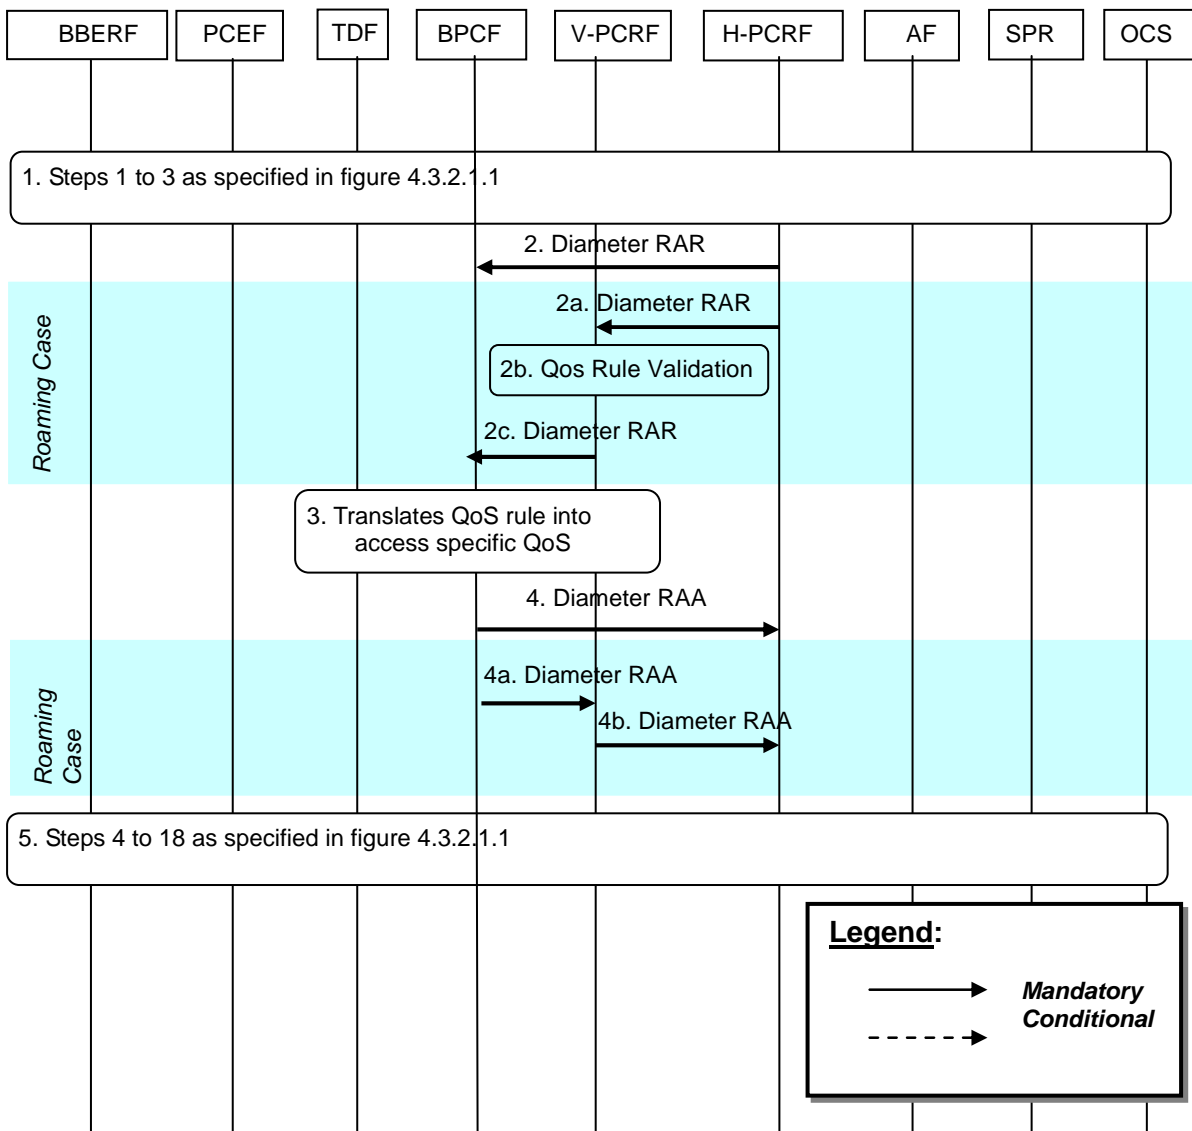 BBERF PCEF TDF BPCF V-PCRF H-PCRF AF SPR OCS
1. Steps 1 to 3 as specified in figure 4.3.2.1.1
2. Diameter RAR
Roaming Case
2a. Diameter RAR
2b. Qos Rule Validation
2c. Diameter RAR
3. Translates QoS rule into
access specific QoS
4. Diameter RAA
Roaming
Case
4a. Diameter RAA
4b. Diameter RAA
5. Steps 4 to 18 as specified in figure 4.3.2.1.1
Legend:
Mandatory
Conditional